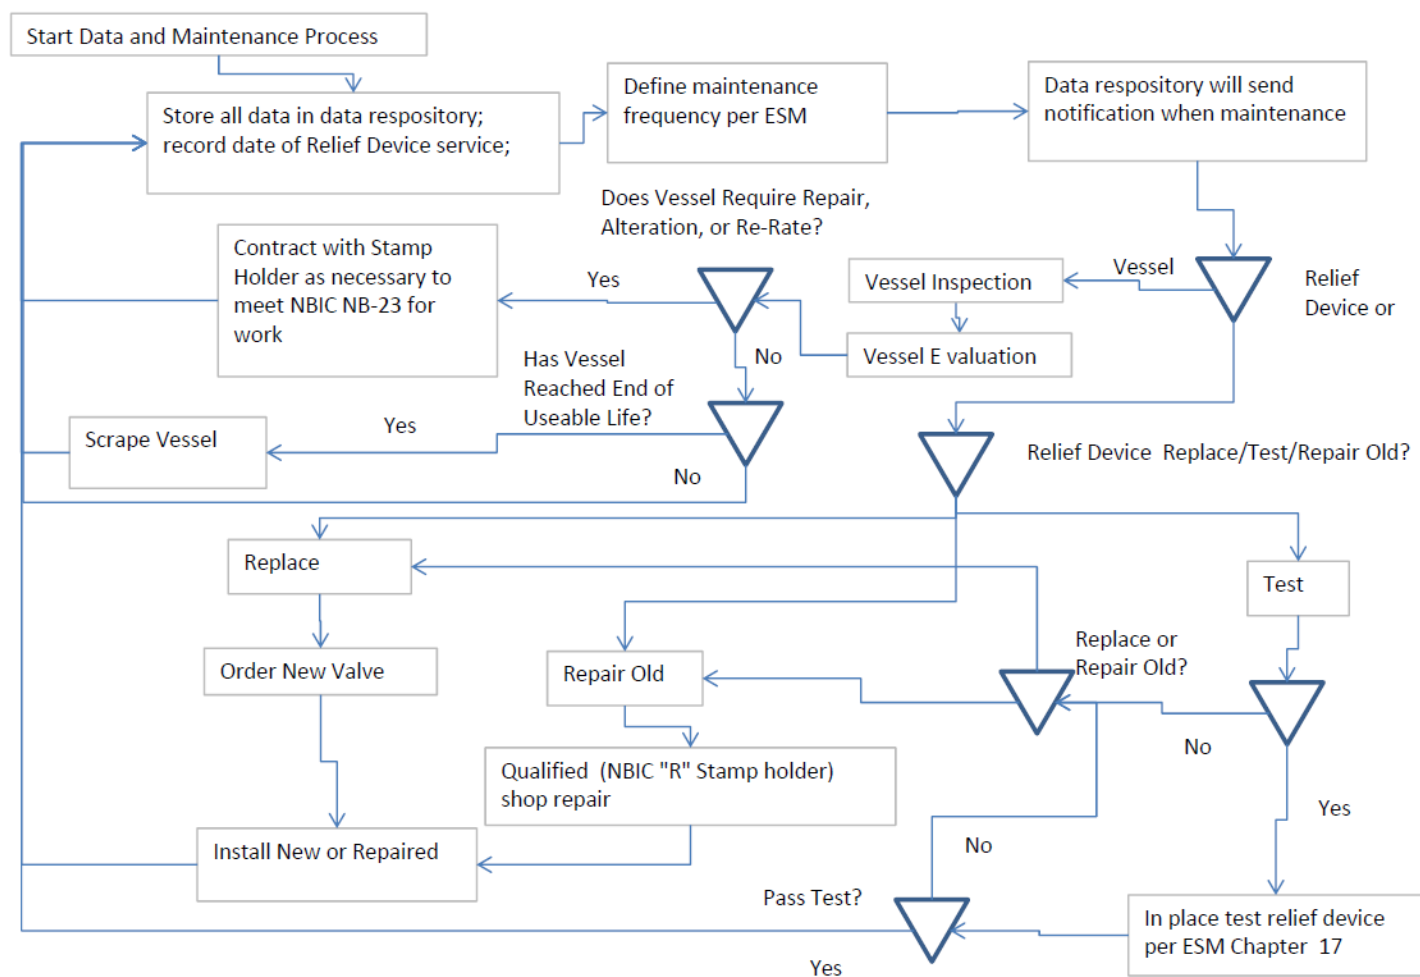 Start Data and Maintenance Process
Store all data in data respository;
record date of Relief Device service;
Define maintenance
frequency per ESM
Data respository will send
notification when maintenance
Does Vessel Require Repair,
Alteration, or Re-Rate?
Contract with Stamp
Holder as necessary to
meet NBIC NB-23 for
work
Yes
Vessel Inspection
Vessel
Relief
Device or
Vessel E valuation
No
Has Vessel
Reached End of
Useable Life?
Scrape Vessel
Yes
No
Relief Device  Replace/Test/Repair Old?
Replace
Test
Order New Valve
Repair Old
Replace or
Repair Old?
No
Qualified  (NBIC "R" Stamp holder)
shop repair
Yes
Install New or Repaired
No
Pass Test?
In place test relief device
per ESM Chapter  17
Yes